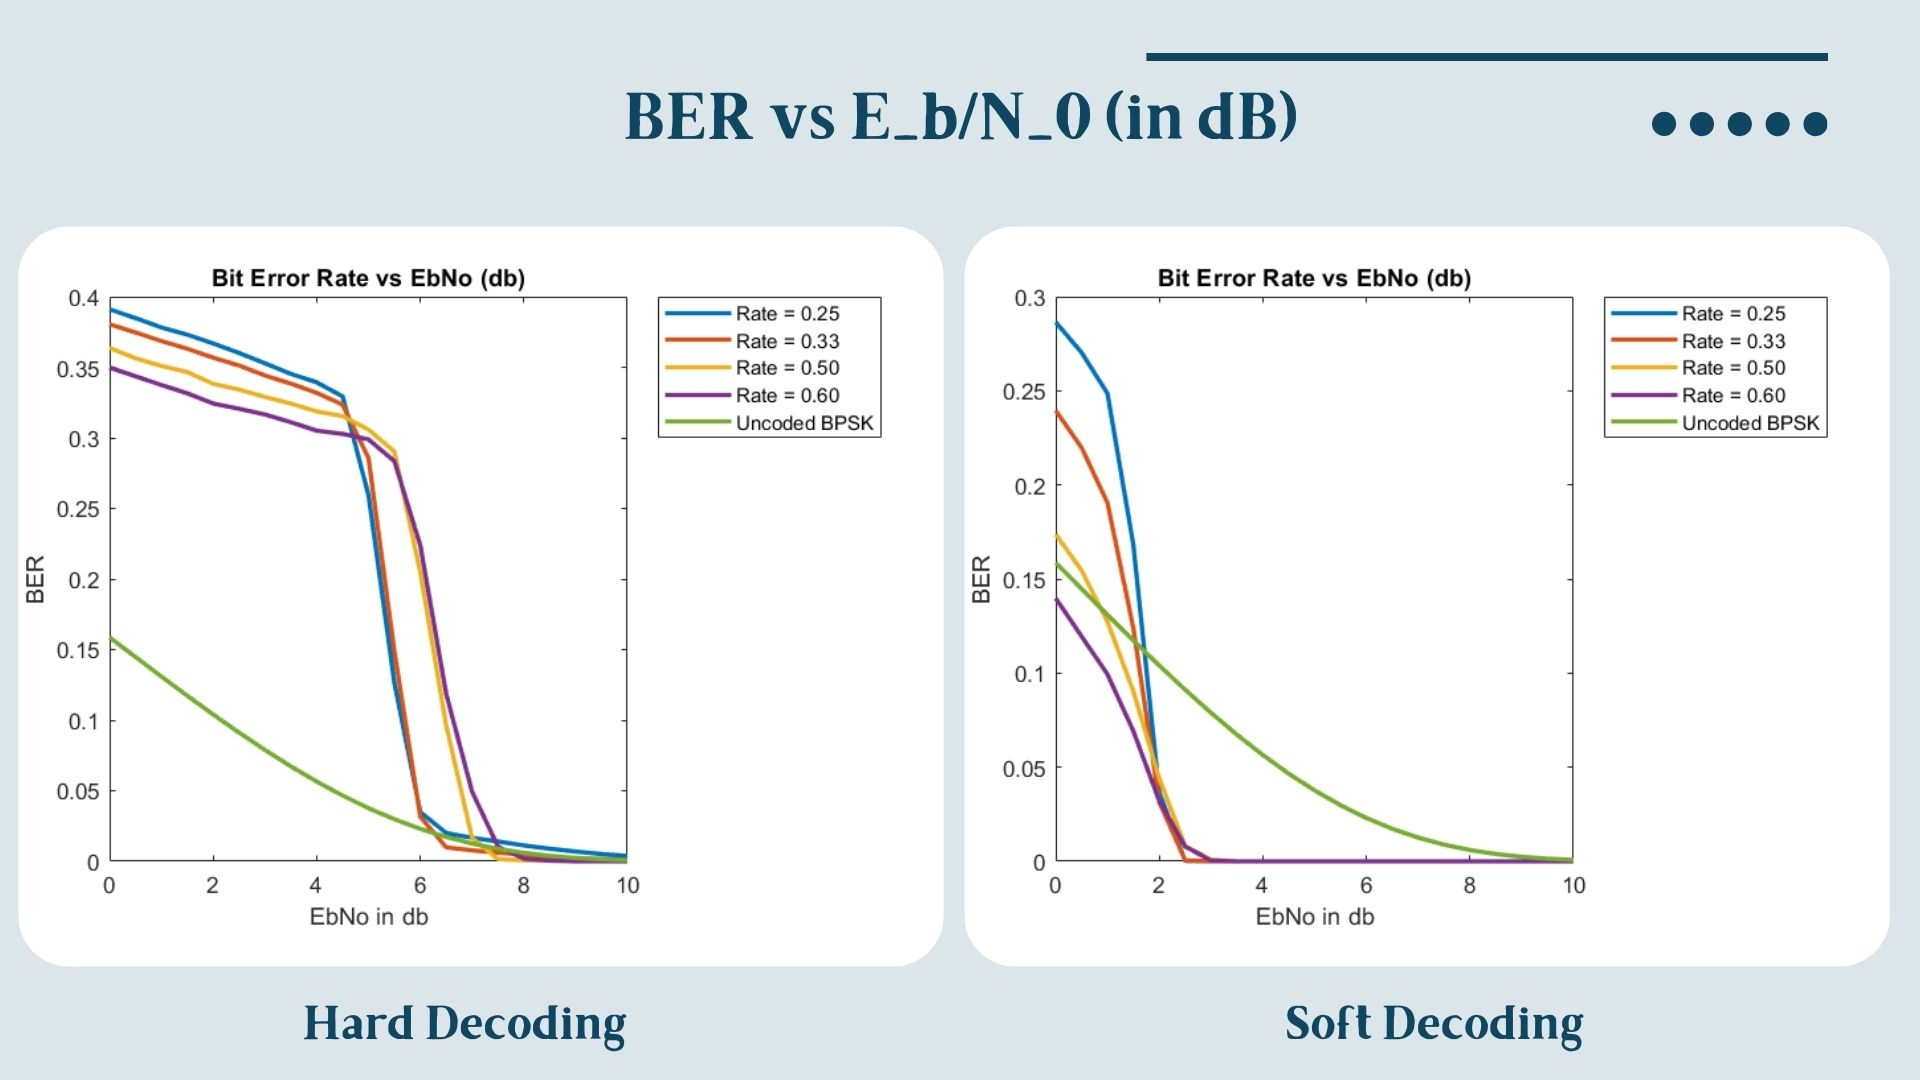 BER vs E_b/N_0 (in dB)
Bit Error Rate vs EbNo (db)
0.4
0.35
0.3
0.25
0.2
0.15
0.1
0.05
0
BER
0 2 4 6 8 10
EbNo in db
Rate = 0.25
Rate = 0.33
Rate = 0.50
Rate = 0.60
Uncoded BPSK
Hard Decoding
Bit Error Rate vs EbNo (db)
0.3
0.25
0.2
0.15
0.1
0.05
0
BER
0 2 4 6 8 10
EbNo in db
Rate = 0.25
Rate = 0.33
Rate = 0.50
Rate = 0.60
Uncoded BPSK
Soft Decoding